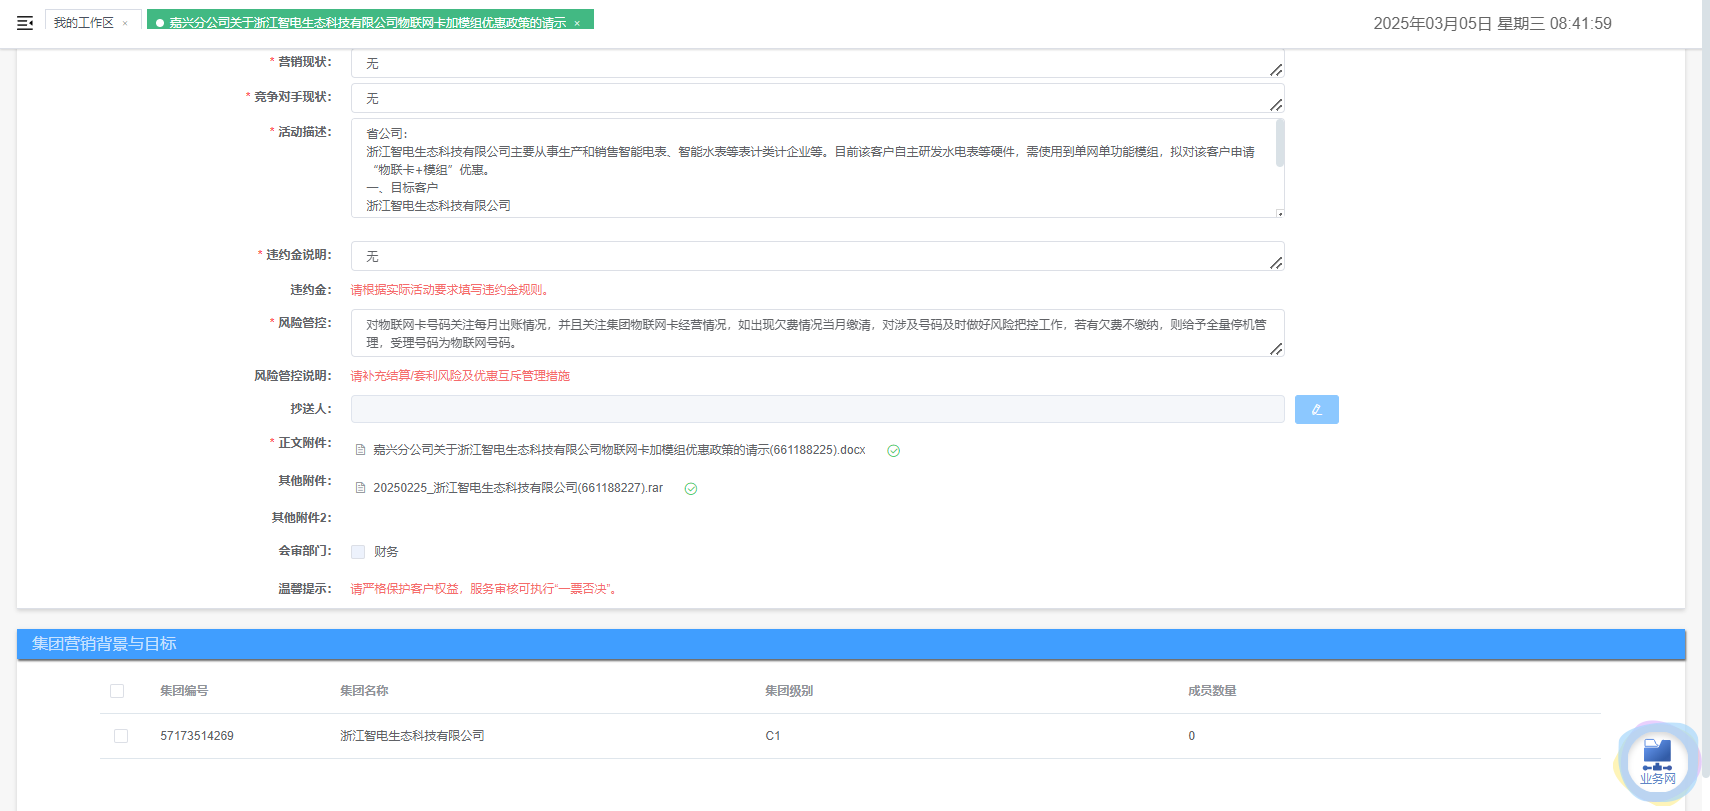 我的工作区 ×
嘉兴分公司关于浙江智电生态科技有限公司物联网卡加模组优惠政策的请示 ×
2025年03月05日 星期三 08:41:59
* 营销现状： 无
* 竞争对手现状： 无
* 活动描述： 省公司：
浙江智电生态科技有限公司主要从事生产和销售智能电表、智能水表等表计类计企业等。目前该客户自主研发水电表等硬件，需使用到单网单功能模组，拟对该客户申请
“物联卡+模组”优惠。
一、目标客户
浙江智电生态科技有限公司
* 违约金说明： 无
违约金： 请根据实际活动要求填写违约金规则。
* 风险管控： 对物联网卡号码关注每月出账情况，并且关注集团物联网卡经营情况，如出现欠费情况当月缴清，对涉及号码及时做好风险把控工作，若有欠费不缴纳，则给予全量停机管
理，受理号码为物联网号码。
风险管控说明： 请补充结算/套利风险及优惠互斥管理措施
抄送人：
* 正文附件： 嘉兴分公司关于浙江智电生态科技有限公司物联网卡加模组优惠政策的请示(661188225).docx
其他附件： 20250225_浙江智电生态科技有限公司(661188227).rar
其他附件2：
会审部门： 财务
温馨提示： 请严格保护客户权益，服务审核可执行“一票否决”。
集团营销背景与目标
集团编号 集团名称 集团级别 成员数量
57173514269 浙江智电生态科技有限公司 C1 0
业务网